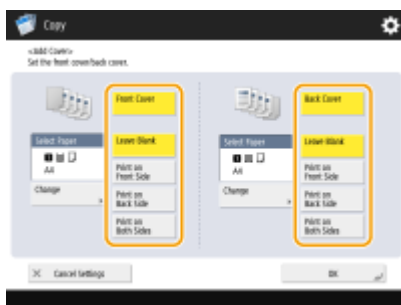 Copy
<Add Cover>
Set the front cover/back cover.
Front Cover
Select Paper
A4
Change
Leave Blank
Print on
Front Side
Print on
Back Side
Print on
Both Sides
Back Cover
Select Paper
A4
Change
Leave Blank
Print on
Front Side
Print on
Back Side
Print on
Both Sides
Cancel Settings
OK